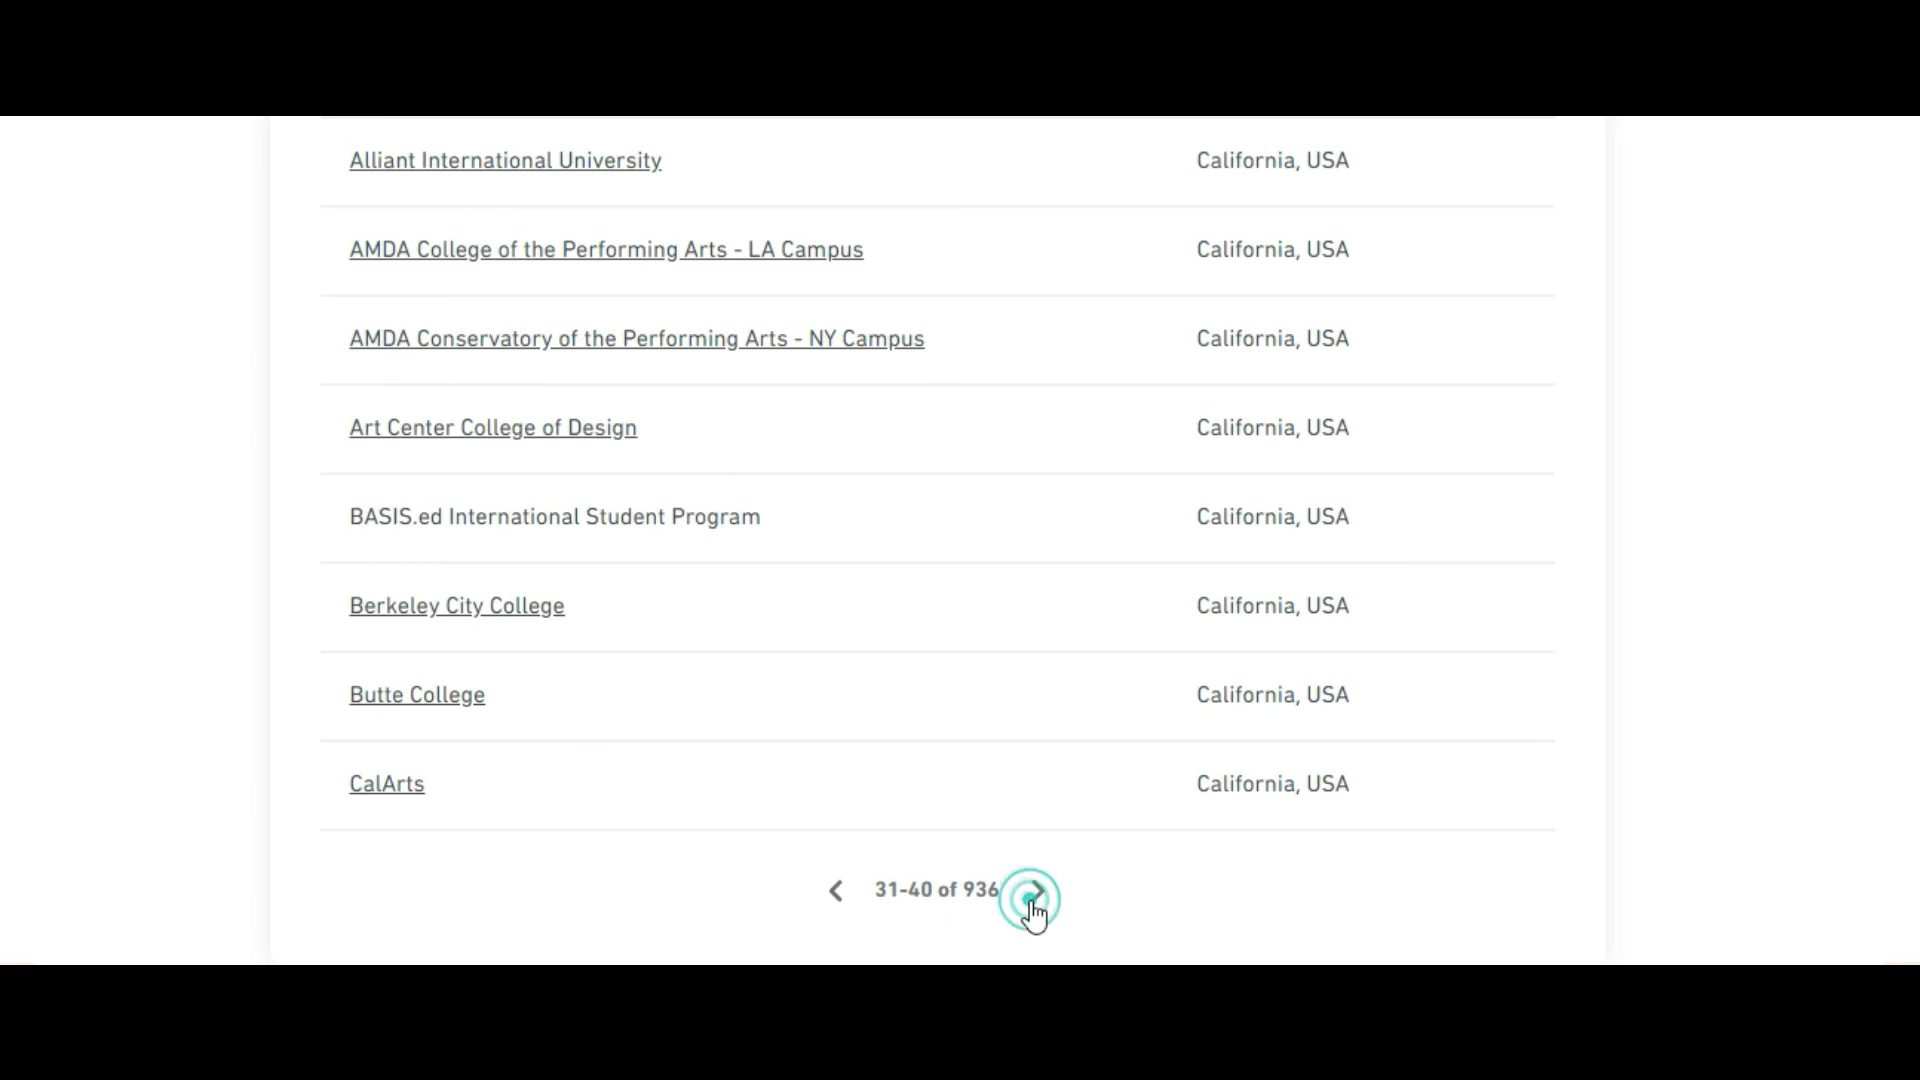 Alliant International University California, USA
AMDA College of the Performing Arts - LA Campus California, USA
AMDA Conservatory of the Performing Arts - NY Campus California, USA
Art Center College of Design California, USA
BASIS.ed International Student Program California, USA
Berkeley City College California, USA
Butte College California, USA
CalArts California, USA
31-40 of 936